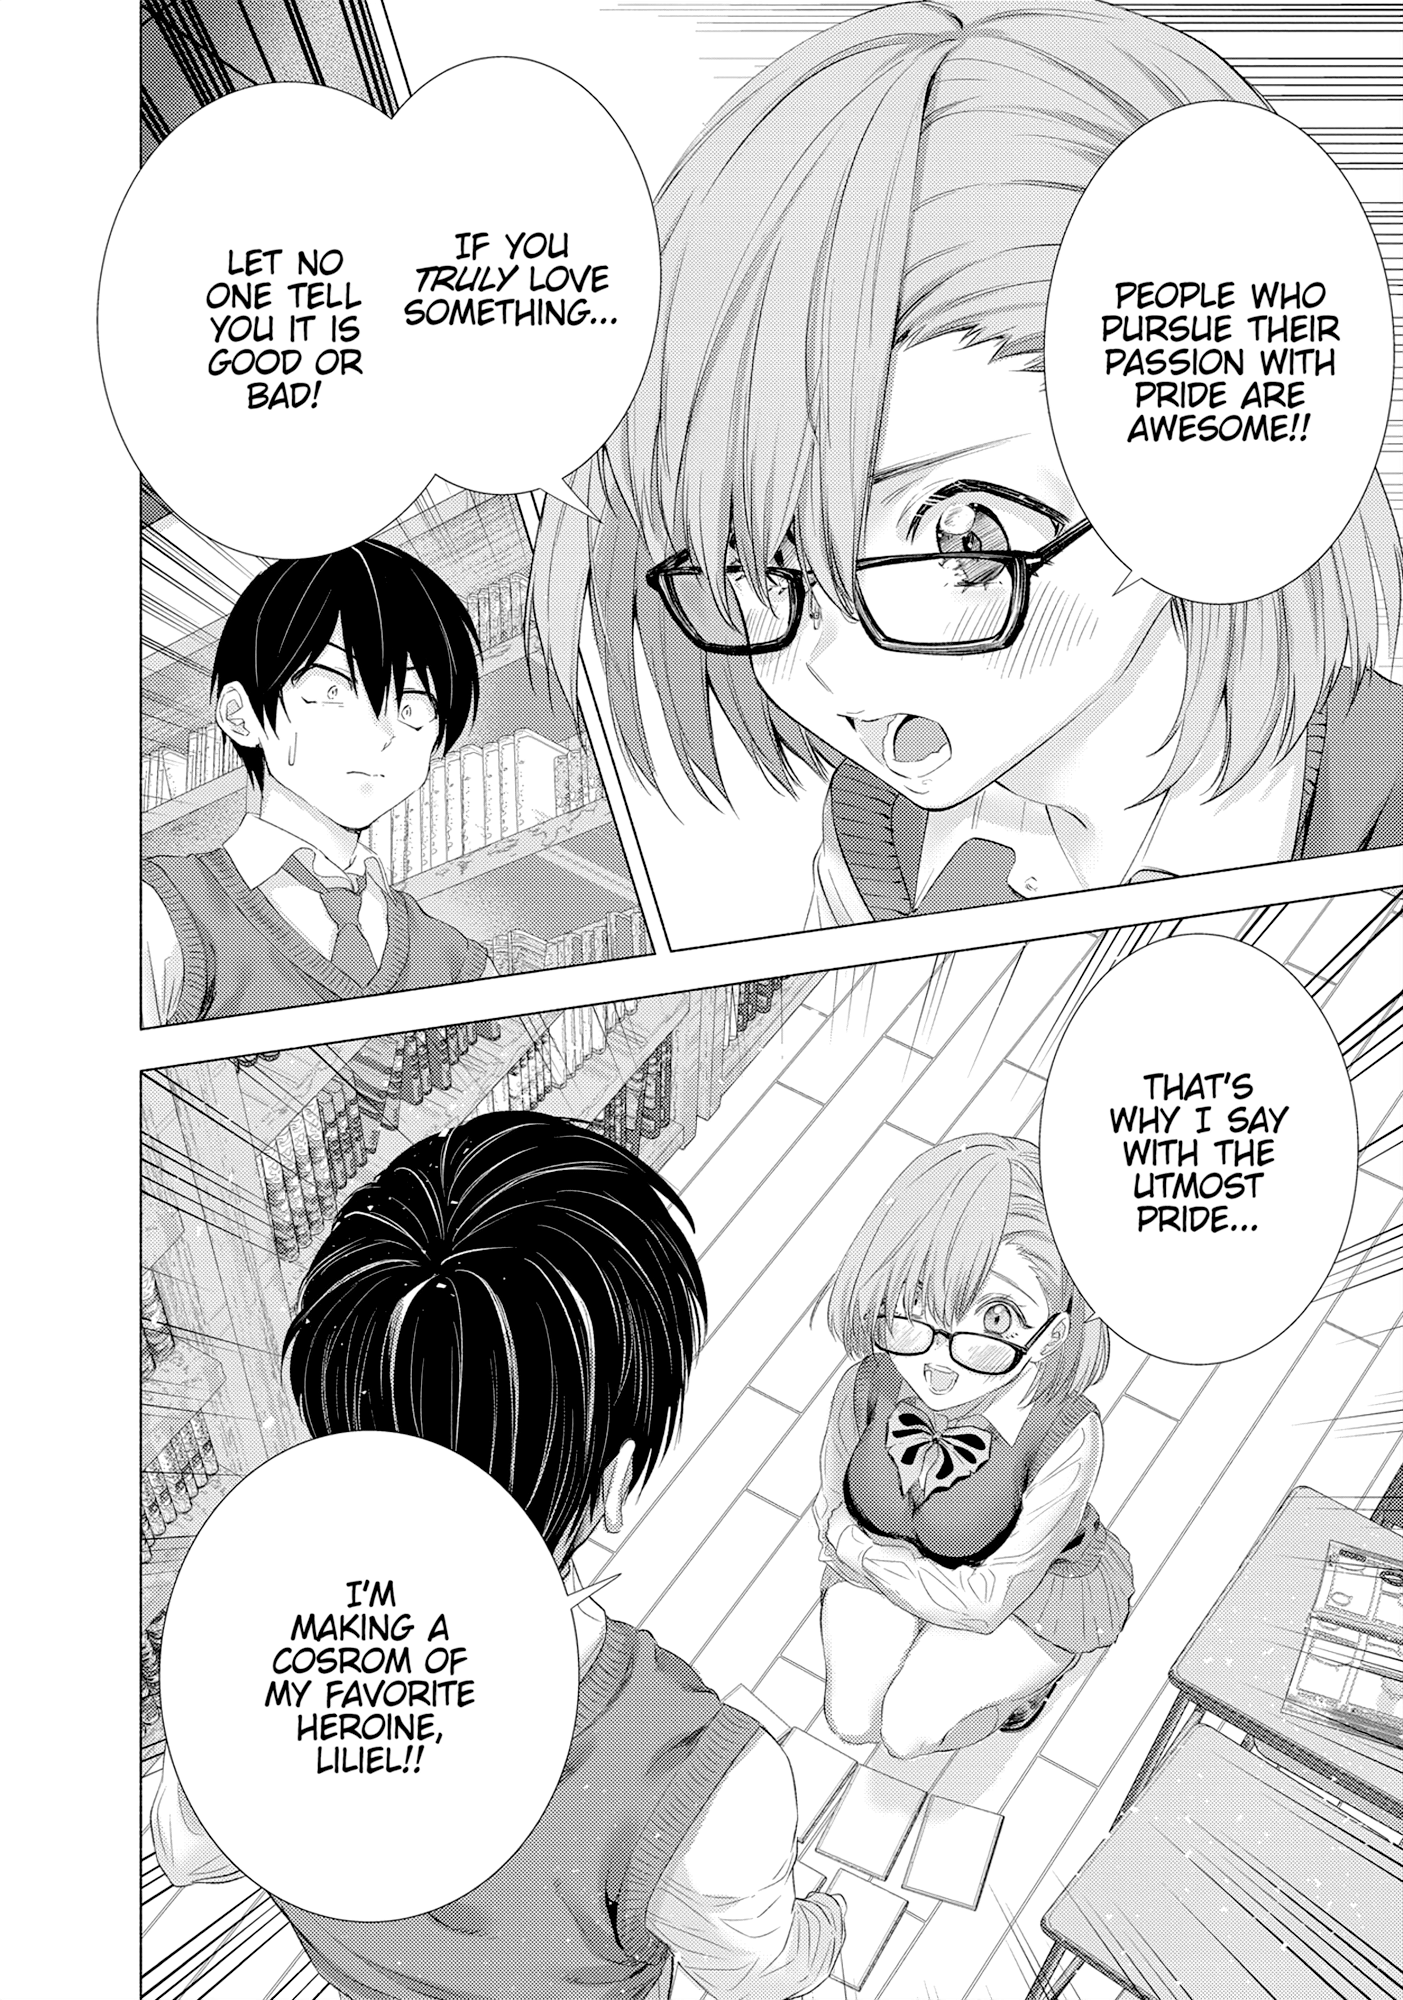 PEOPLE WHO
PURSUE THEIR
PASSION WITH
PRIDE ARE
AWESOME!!
IF YOU
TRULY LOVE
SOMETHING...
LET NO
ONE TELL
YOU IT IS
GOOD OR
BAD!
THAT'S
WHY I SAY
WITH THE
UTMOST
PRIDE...
I'M
MAKING A
COSROM OF
MY FAVORITE
HEROINE,
LILIEL!!